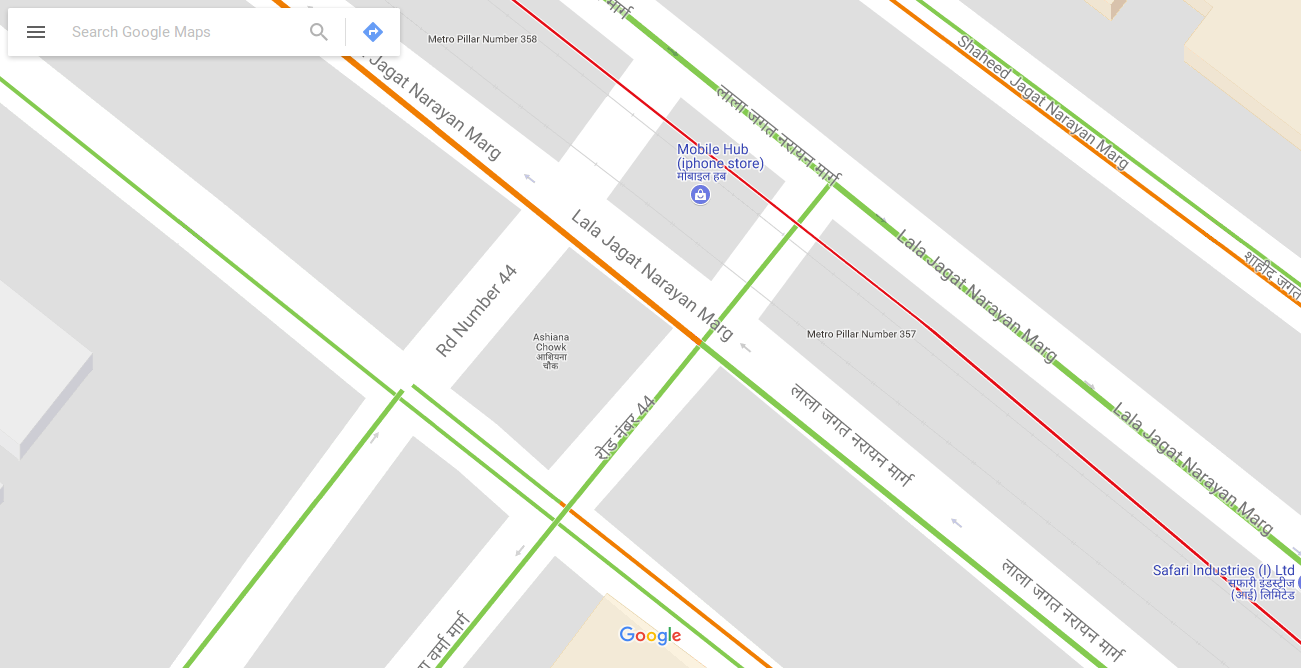 Search Google Maps
Metro Pillar Number 358
Jagat Narayan Marg
मार्ग
लाला जगत नरायन मार्ग
Shaheed Jagat Narayan Marg
Mobile Hub
(iphone store)
मोबाइल हब
Lala Jagat Narayan Marg
Lala Jagat Narayan Marg
शाहीद जगत
Rd Number 44
Metro Pillar Number 357
Ashiana
Chowk
आशियना
चौक
रोड नंबर 44
लाला जगत नरायन मार्ग
Lala Jagat Narayan Marg
Safari Industries (I) Ltd
सफारी इंडस्टीज
(आई) लिमिटेड
लाला जगत नरायन मार्ग
वर्मा मार्ग
Google